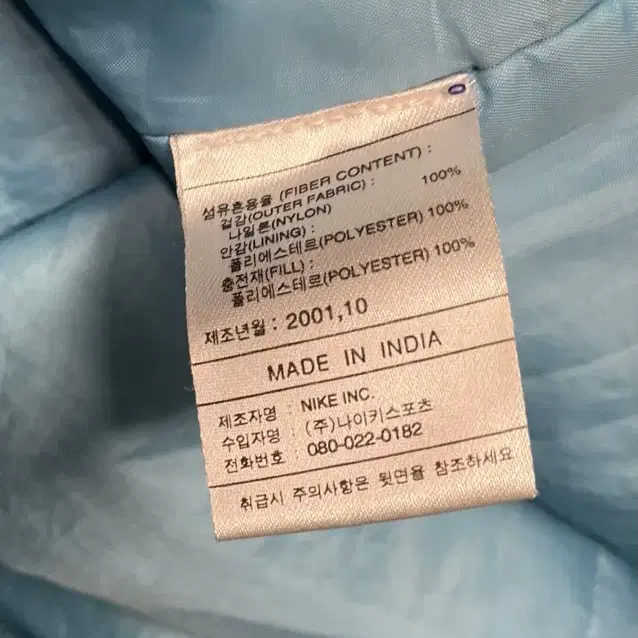 섬유혼용율 (FIBER CONTENT) :
겉감(OUTER FABRIC) :
나일론(NYLON) 100%
안감(LINING) :
폴리에스테르(POLYESTER) 100%
충전재(FILL) :
폴리에스테르(POLYESTER) 100%
제조년월 : 2001,10
MADE IN INDIA
제조자명 : NIKE INC.
수입자명 : (주)나이키스포츠
전화번호 : 080-022-0182
취급시 주의사항은 뒷면을 참조하세요